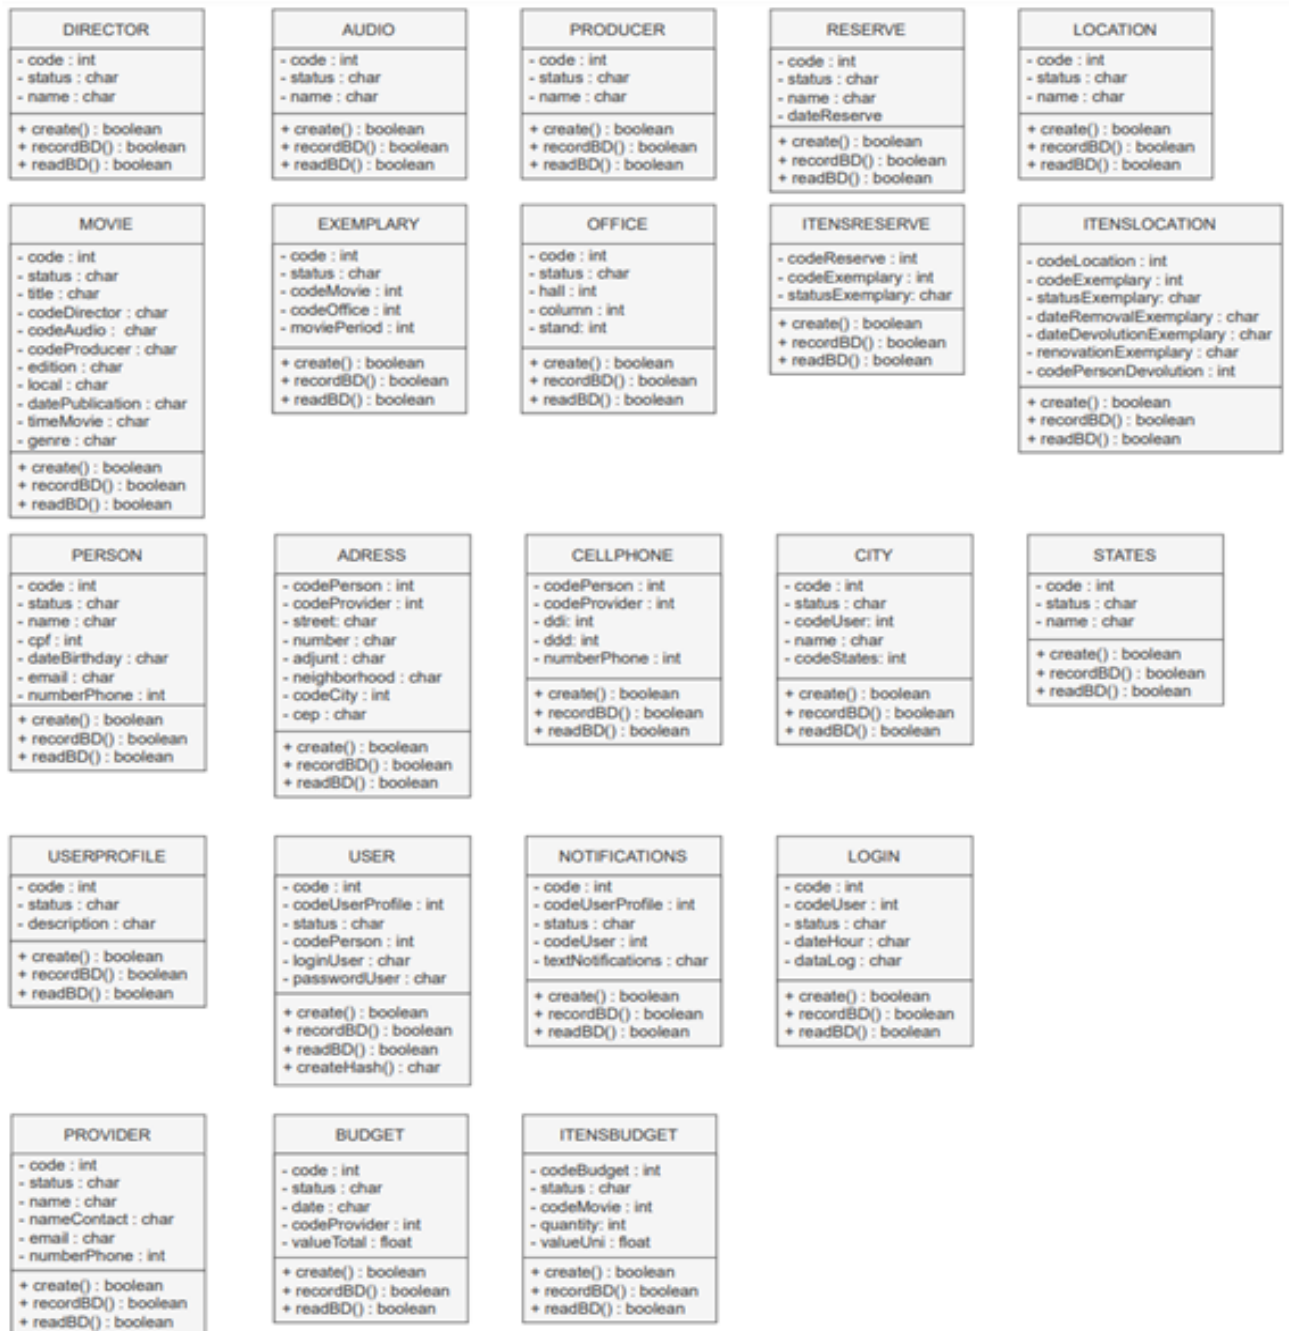 DIRECTOR
- code : int
- status : char
- name : char
+ create() : boolean
+ recordBD() : boolean
+ readBD() : boolean
AUDIO
- code : int
- status : char
- name : char
+ create() : boolean
+ recordBD() : boolean
+ readBD() : boolean
PRODUCER
- code : int
- status : char
- name : char
+ create() : boolean
+ recordBD() : boolean
+ readBD() : boolean
RESERVE
- code : int
- status : char
- name : char
- dateReserve
+ create() : boolean
+ recordBD() : boolean
+ readBD() : boolean
LOCATION
- code : int
- status : char
- name : char
+ create() : boolean
+ recordBD() : boolean
+ readBD() : boolean
MOVIE
- code : int
- status : char
- title : char
- codeDirector : char
- codeAudio : char
- codeProducer : char
- edition : char
- local : char
- datePublication : char
- timeMovie : char
- genre : char
+ create() : boolean
+ recordBD() : boolean
+ readBD() : boolean
EXEMPLARY
- code : int
- status : char
- codeMovie : int
- codeOffice : int
- moviePeriod : int
+ create() : boolean
+ recordBD() : boolean
+ readBD() : boolean
OFFICE
- code : int
- status : char
- hall : int
- column : int
- stand: int
+ create() : boolean
+ recordBD() : boolean
+ readBD() : boolean
ITENSRESERVE
- codeReserve : int
- codeExemplary : int
- statusExemplary: char
+ create() : boolean
+ recordBD() : boolean
+ readBD() : boolean
ITENSLOCATION
- codeLocation : int
- codeExemplary : int
- statusExemplary: char
- dateRemovalExemplary : char
- dateDevolutionExemplary : char
- renovationExemplary : char
- codePersonDevolution : int
+ create() : boolean
+ recordBD() : boolean
+ readBD() : boolean
PERSON
- code : int
- status : char
- name : char
- cpf : int
- dateBirthday : char
- email : char
- numberPhone : int
+ create() : boolean
+ recordBD() : boolean
+ readBD() : boolean
ADRESS
- codePerson : int
- codeProvider : int
- street: char
- number : char
- adjunt : char
- neighborhood : char
- codeCity : int
- cep : char
+ create() : boolean
+ recordBD() : boolean
+ readBD() : boolean
CELLPHONE
- codePerson : int
- codeProvider : int
- ddi: int
- ddd: int
- numberPhone : int
+ create() : boolean
+ recordBD() : boolean
+ readBD() : boolean
CITY
- code : int
- status : char
- codeUser: int
- name : char
- codeStates: int
+ create() : boolean
+ recordBD() : boolean
+ readBD() : boolean
STATES
- code : int
- status : char
- name : char
+ create() : boolean
+ recordBD() : boolean
+ readBD() : boolean
USERPROFILE
- code : int
- status : char
- description : char
+ create() : boolean
+ recordBD() : boolean
+ readBD() : boolean
USER
- code : int
- codeUserProfile : int
- status : char
- codePerson : int
- loginUser : char
- passwordUser : char
+ create() : boolean
+ recordBD() : boolean
+ readBD() : boolean
+ createHash() : char
NOTIFICATIONS
- code : int
- codeUserProfile : int
- status : char
- codeUser : int
- textNotifications : char
+ create() : boolean
+ recordBD() : boolean
+ readBD() : boolean
LOGIN
- code : int
- codeUser : int
- status : char
- dateHour : char
- dataLog : char
+ create() : boolean
+ recordBD() : boolean
+ readBD() : boolean
PROVIDER
- code : int
- status : char
- name : char
- nameContact : char
- email : char
- numberPhone : int
+ create() : boolean
+ recordBD() : boolean
+ readBD() : boolean
BUDGET
- code : int
- status : char
- date : char
- codeProvider : int
- valueTotal : float
+ create() : boolean
+ recordBD() : boolean
+ readBD() : boolean
ITENSBUDGET
- codeBudget : int
- status : char
- codeMovie : int
- quantity: int
- valueUni : float
+ create() : boolean
+ recordBD() : boolean
+ readBD() : boolean